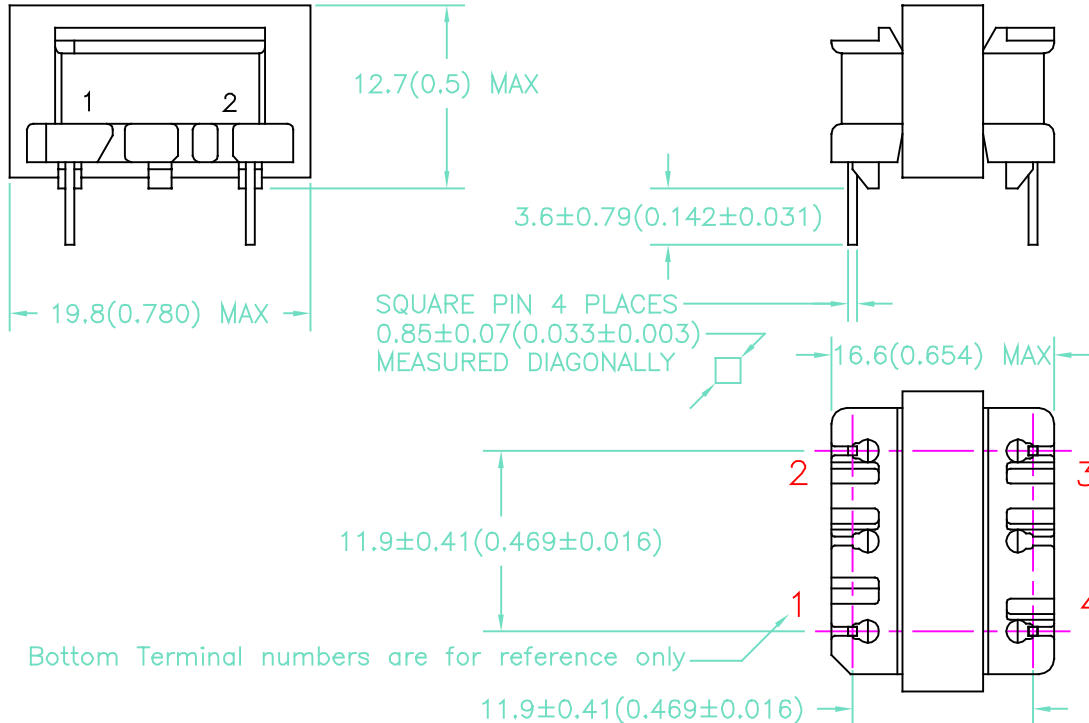 12.7(0.5) MAX
1
2
3.6±0.79(0.142±0.031)
19.8(0.780) MAX
SQUARE PIN 4 PLACES
0.85±0.07(0.033±0.003)
MEASURED DIAGONALLY
16.6(0.654) MAX
2
3
11.9±0.41(0.469±0.016)
1
4
Bottom Terminal numbers are for reference only
11.9±0.41(0.469±0.016)